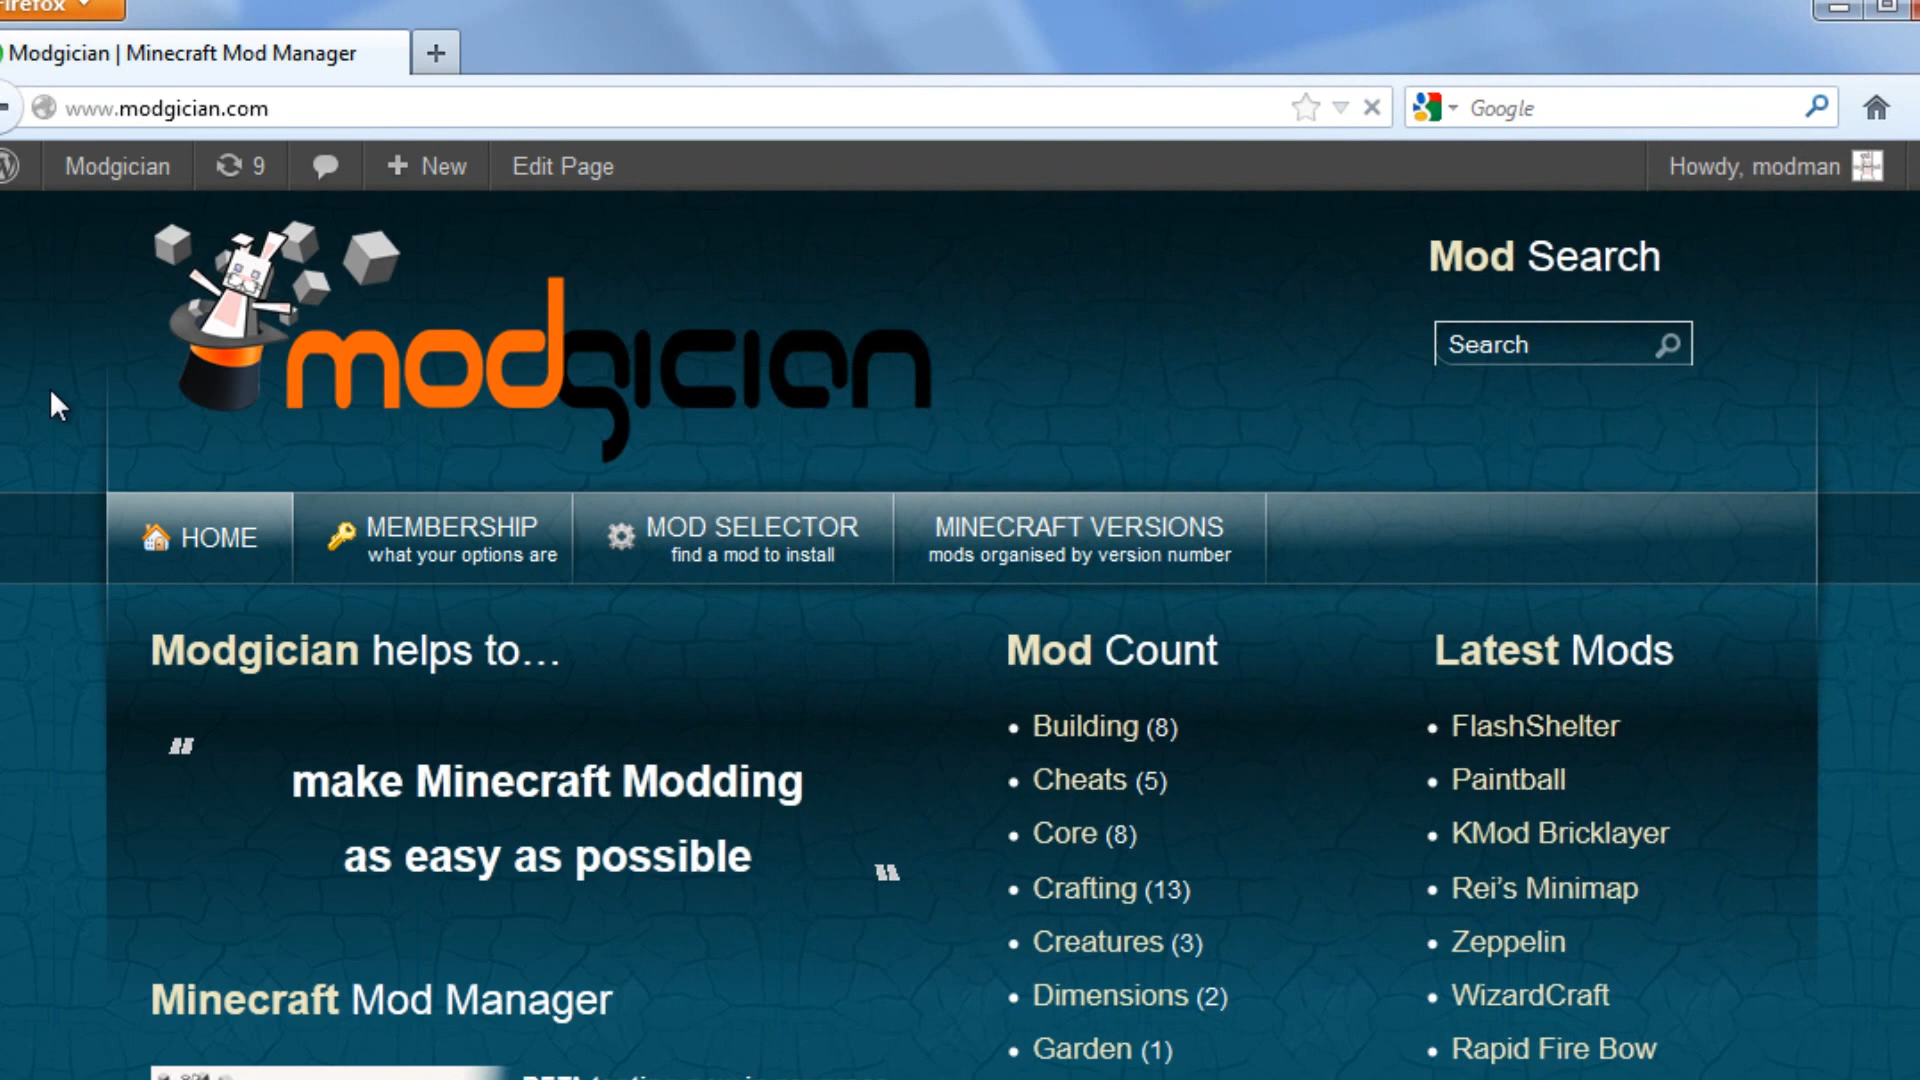 Firefox
Modgician | Minecraft Mod Manager
www.modgician.com
Google
Modgician
9
New
Edit Page
Howdy, modman
modgician
Mod Search
Search
HOME
MEMBERSHIP
what your options are
MOD SELECTOR
find a mod to install
MINECRAFT VERSIONS
mods organised by version number
Modgician helps to...
"
make Minecraft Modding
as easy as possible
"
Minecraft Mod Manager
Mod Count
Building (8)
Cheats (5)
Core (8)
Crafting (13)
Creatures (3)
Dimensions (2)
Garden (1)
Latest Mods
FlashShelter
Paintball
KMod Bricklayer
Rei's Minimap
Zeppelin
WizardCraft
Rapid Fire Bow